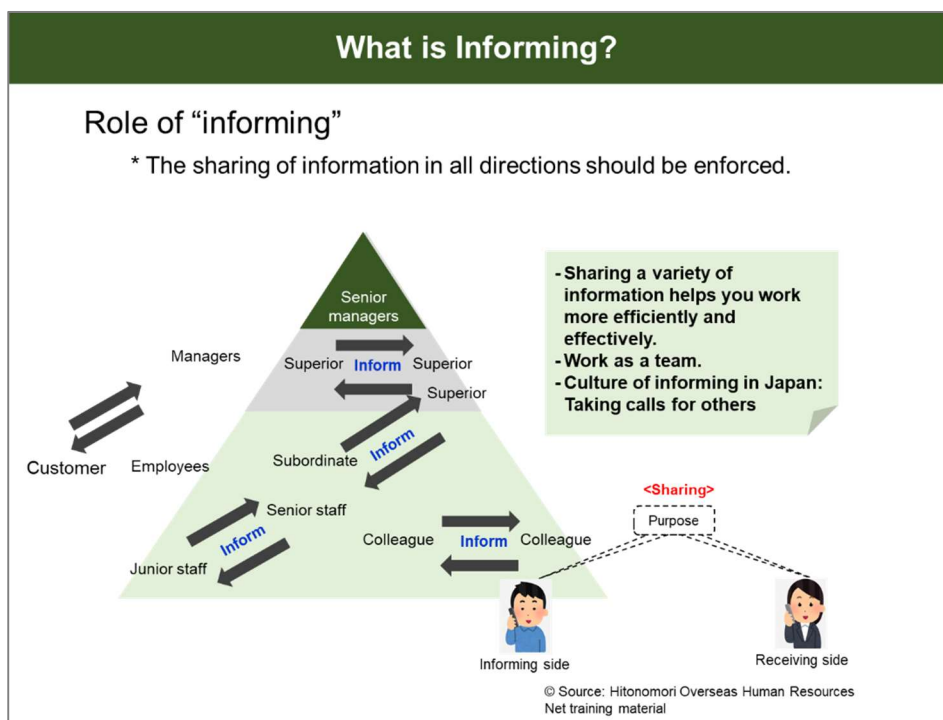 What is Informing?
Role of “informing”
* The sharing of information in all directions should be enforced.
Senior
managers
Managers
Superior Inform Superior
Superior
Inform
Customer
Employees
Subordinate
Senior staff
Inform
Junior staff
Colleague Inform Colleague
- Sharing a variety of
information helps you work
more efficiently and
effectively.
- Work as a team.
- Culture of informing in Japan:
Taking calls for others
<Sharing>
Purpose
Informing side
Receiving side
© Source: Hitonomori Overseas Human Resources
Net training material